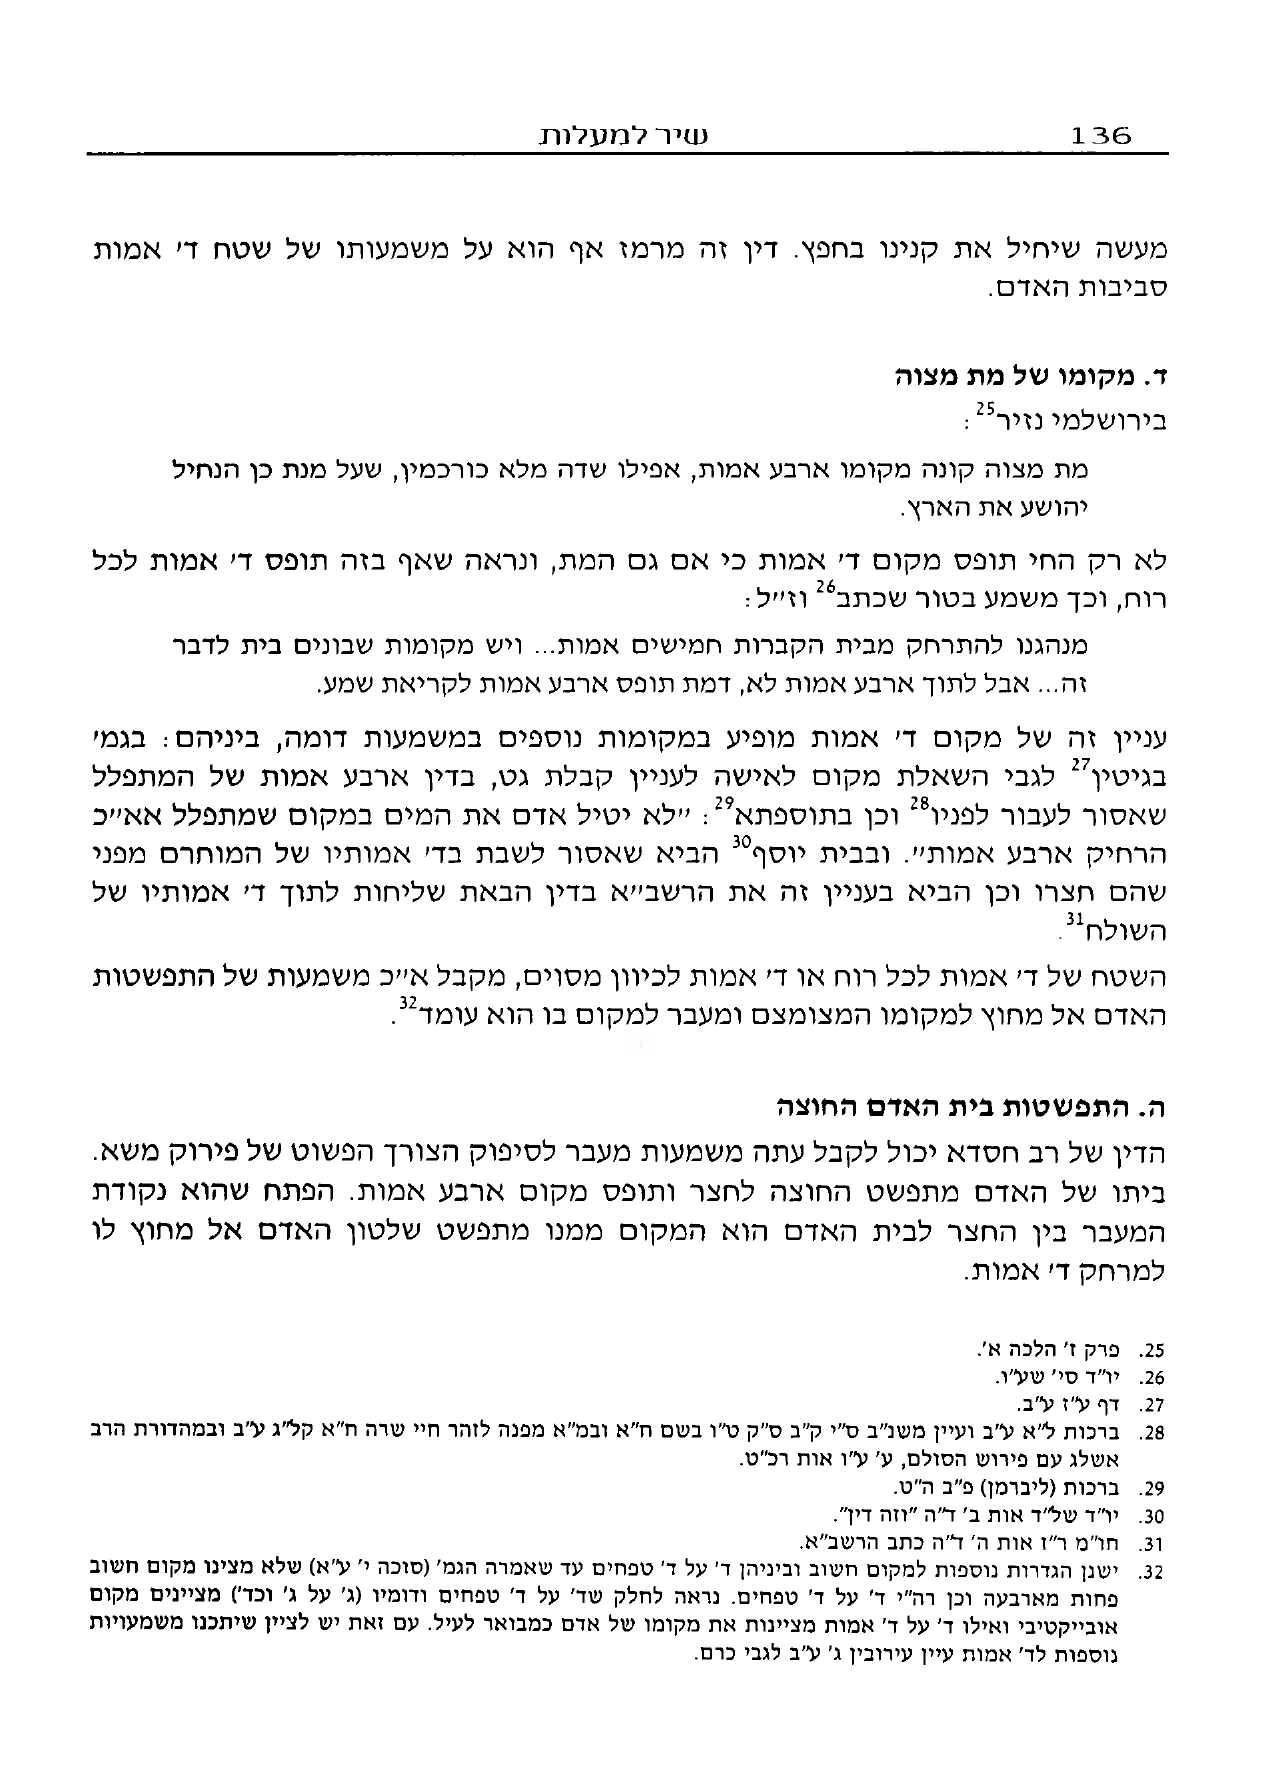 136 שיר למעלות
מעשה שיחיל את קנינו בחפץ. דין זה מרמז אף הוא על משמעותו של שטח ד' אמות
סביבות האדם.
ד. מקומו של מת מצוה
בירושלמי נזיר25:
מת מצוה קונה מקומו ארבע אמות, אפילו שדה מלא כורכמין, שעל מנת כן הנחיל
יהושע את הארץ.
לא רק החי תופס מקום ד' אמות כי אם גם המת, ונראה שאף בזה תופס ד' אמות לכל
רוח, וכך משמע בטור שכתב26 וז"ל:
מנהגנו להתרחק מבית הקברות חמישים אמות... ויש מקומות שבונים בית לדבר
זה... אבל לתוך ארבע אמות לא, דמת תופס ארבע אמות לקריאת שמע.
עניין זה של מקום ד' אמות מופיע במקומות נוספים במשמעות דומה, ביניהם: בגמ'
בגיטין27 לגבי השאלת מקום לאישה לעניין קבלת גט, בדין ארבע אמות של המתפלל
שאסור לעבור לפניו28 וכן בתוספתא29: "לא יטיל אדם את המים במקום שמתפלל אא"כ
הרחיק ארבע אמות". ובבית יוסף30 הביא שאסור לשבת בד' אמותיו של המוחרם מפני
שהם חצרו וכן הביא בעניין זה את הרשב"א בדין הבאת שליחות לתוך ד' אמותיו של
השולח31.
השטח של ד' אמות לכל רוח או ד' אמות לכיוון מסוים, מקבל א"כ משמעות של התפשטות
האדם אל מחוץ למקומו המצומצם ומעבר למקום בו הוא עומד32.
ה. התפשטות בית האדם החוצה
הדין של רב חסדא יכול לקבל עתה משמעות מעבר לסיפוק הצורך הפשוט של פירוק משא.
ביתו של האדם מתפשט החוצה לחצר ותופס מקום ארבע אמות. הפתח שהוא נקודת
המעבר בין החצר לבית האדם הוא המקום ממנו מתפשט שלטון האדם אל מחוץ לו
למרחק ד' אמות.
25. פרק ז' הלכה א'.
26. יו"ד סי' שע"ו.
27. דף ע"ז ע"ב.
28. ברכות ל"א ע"ב ועיין משנ"ב ס"י ק"ב ס"ק ט"ו בשם ח"א ובמ"א מפנה לזהר חיי שרה ח"א קל"ג ע"ב ובמהדורת הרב
אשלג עם פירוש הסולם, ע' ע"ו אות רכ"ט.
29. ברכות (ליברמן) פ"ב ה"ט.
30. יו"ד של"ד אות ב' ד"ה "וזה דין".
31. חו"מ ר"ז אות ה' ד"ה כתב הרשב"א.
32. ישנן הגדרות נוספות למקום חשוב וביניהן ד' על ד' טפחים עד שאמרה הגמ' (סוכה י' ע"א) שלא מצינו מקום חשוב
פחות מארבעה וכן רה"י ד' על ד' טפחים. נראה לחלק שד' על ד' טפחים ודומיו (ג' על ג' וכד') מציינים מקום
אובייקטיבי ואילו ד' על ד' אמות מציינות את מקומו של אדם כמבואר לעיל. עם זאת יש לציין שיתכנו משמעויות
נוספות לד' אמות עיין עירובין ג' ע"ב לגבי כרם.